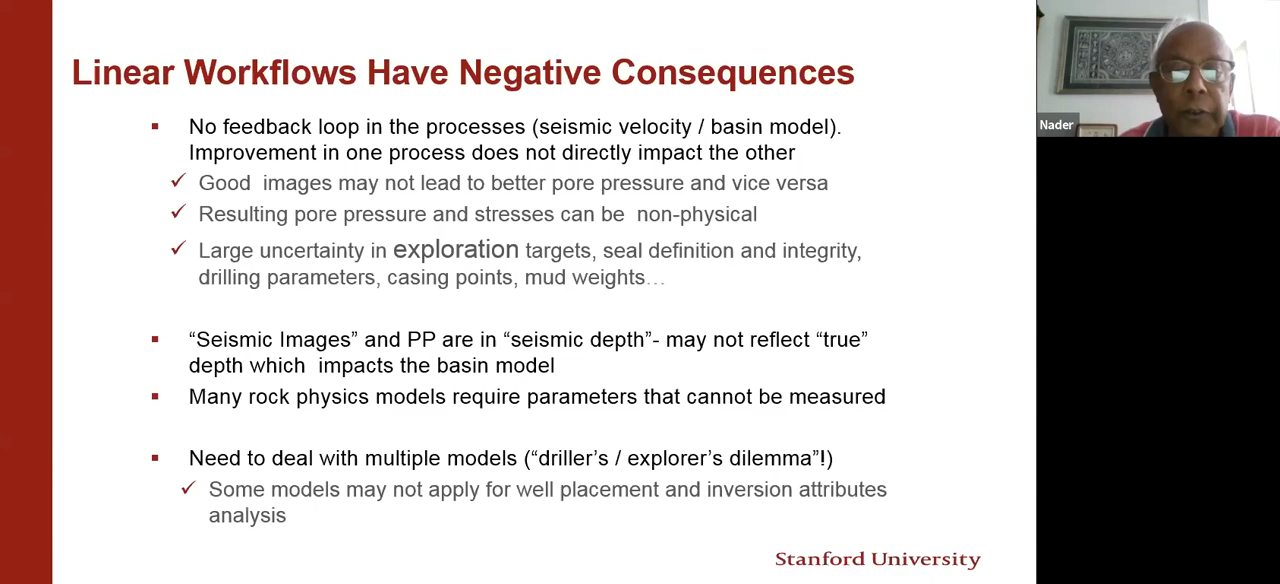 Linear Workflows Have Negative Consequences
No feedback loop in the processes (seismic velocity / basin model).
Improvement in one process does not directly impact the other
Good  images may not lead to better pore pressure and vice versa
Resulting pore pressure and stresses can be  non-physical
Large uncertainty in exploration targets, seal definition and integrity,
drilling parameters, casing points, mud weights…
“Seismic Images” and PP are in “seismic depth”- may not reflect “true”
depth which  impacts the basin model
Many rock physics models require parameters that cannot be measured
Need to deal with multiple models (“driller’s / explorer’s dilemma”!)
Some models may not apply for well placement and inversion attributes
analysis
Stanford University
Nader